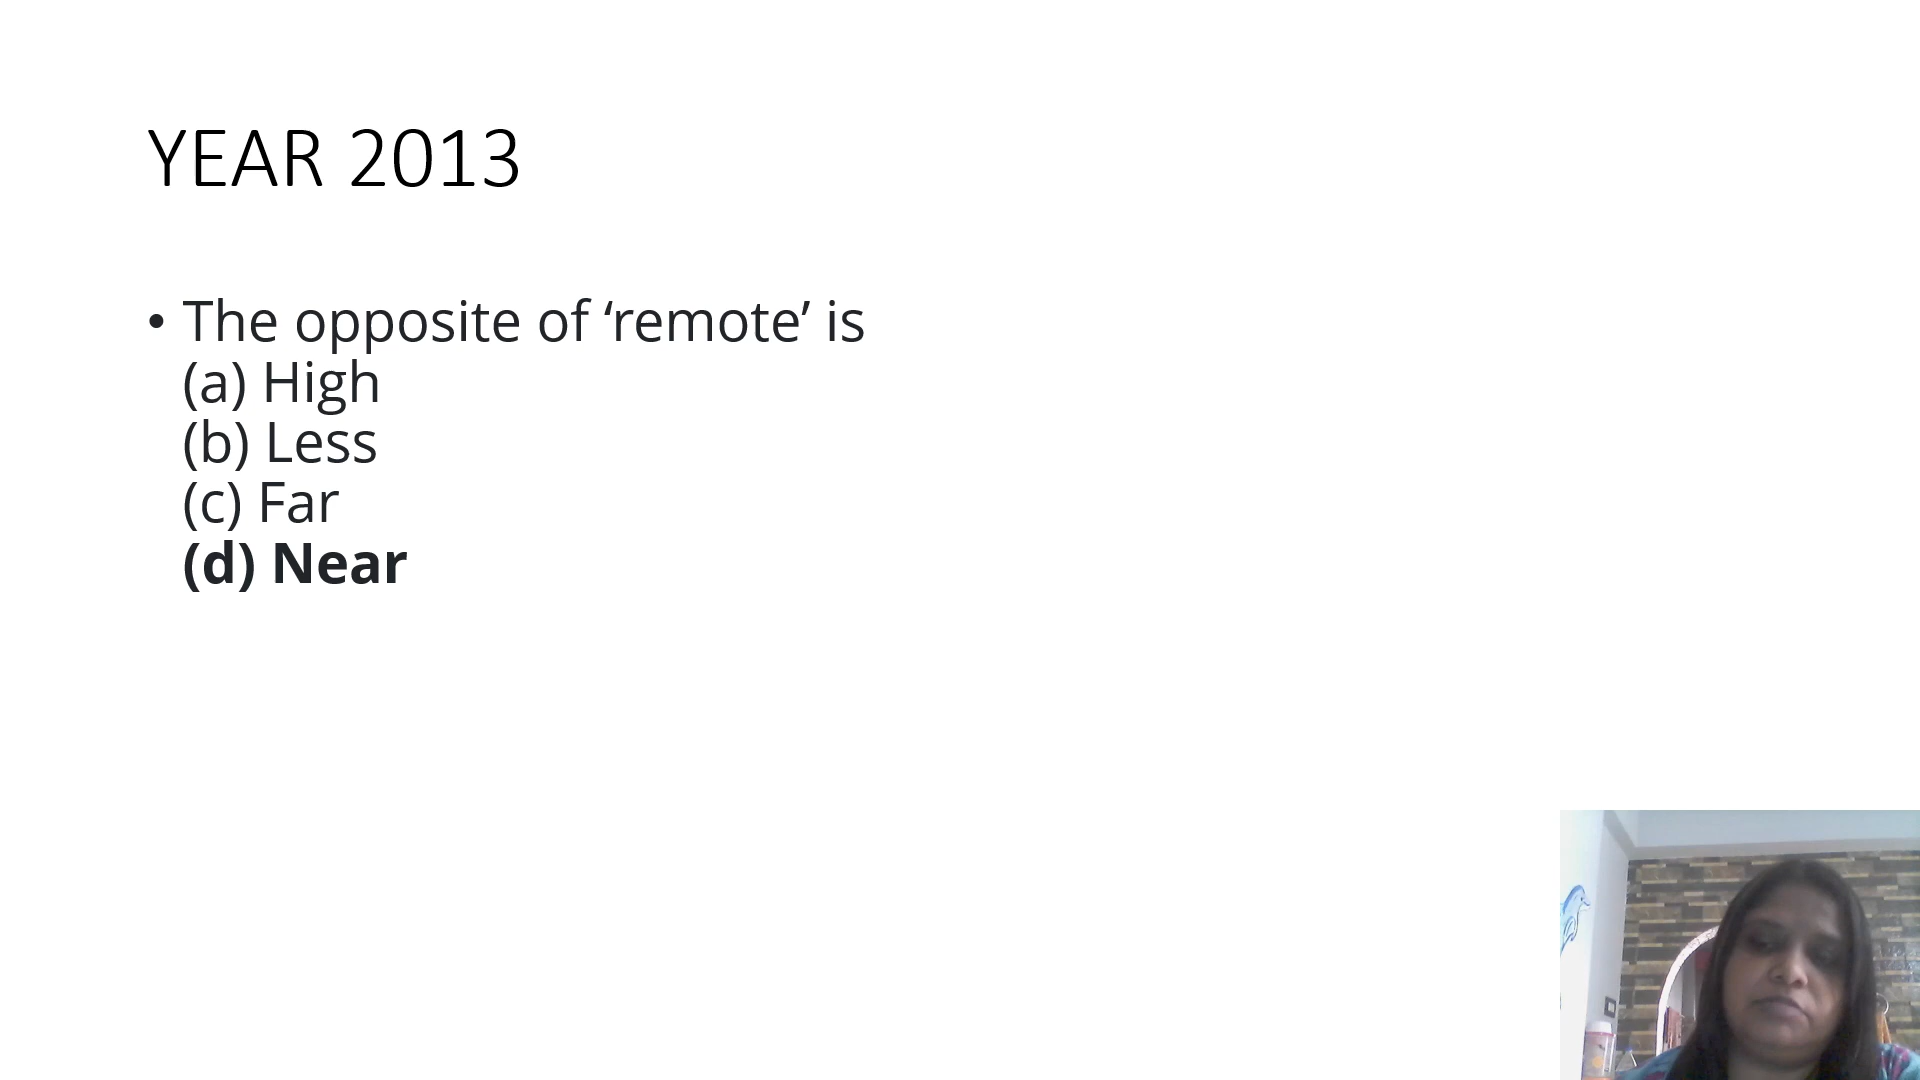 YEAR 2013
• The opposite of ‘remote’ is
(a) High
(b) Less
(c) Far
(d) Near